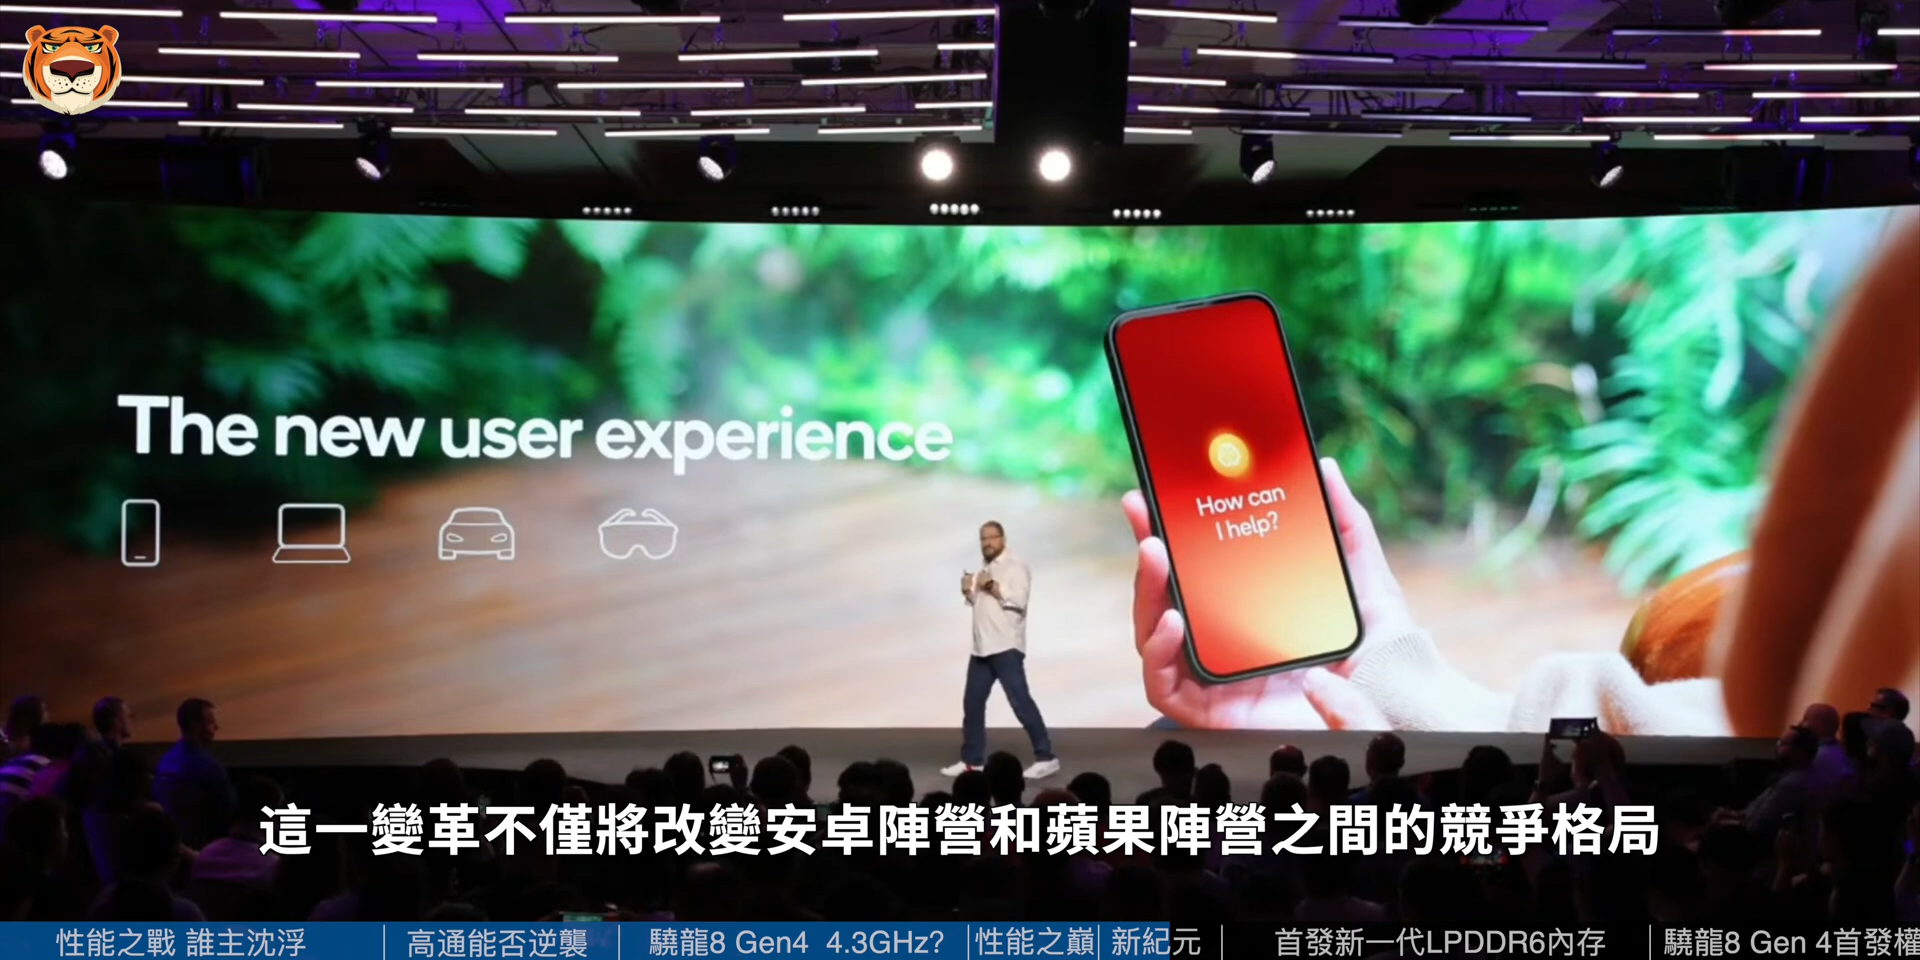 The new user experience
How can
I help?
這一變革不僅將改變安卓陣營和蘋果陣營之間的競爭格局
性能之戰 誰主沈浮
高通能否逆襲
驍龍8 Gen4 4.3GHz?
性能之巔
新紀元
首發新一代LPDDR6內存
驍龍8 Gen 4首發權